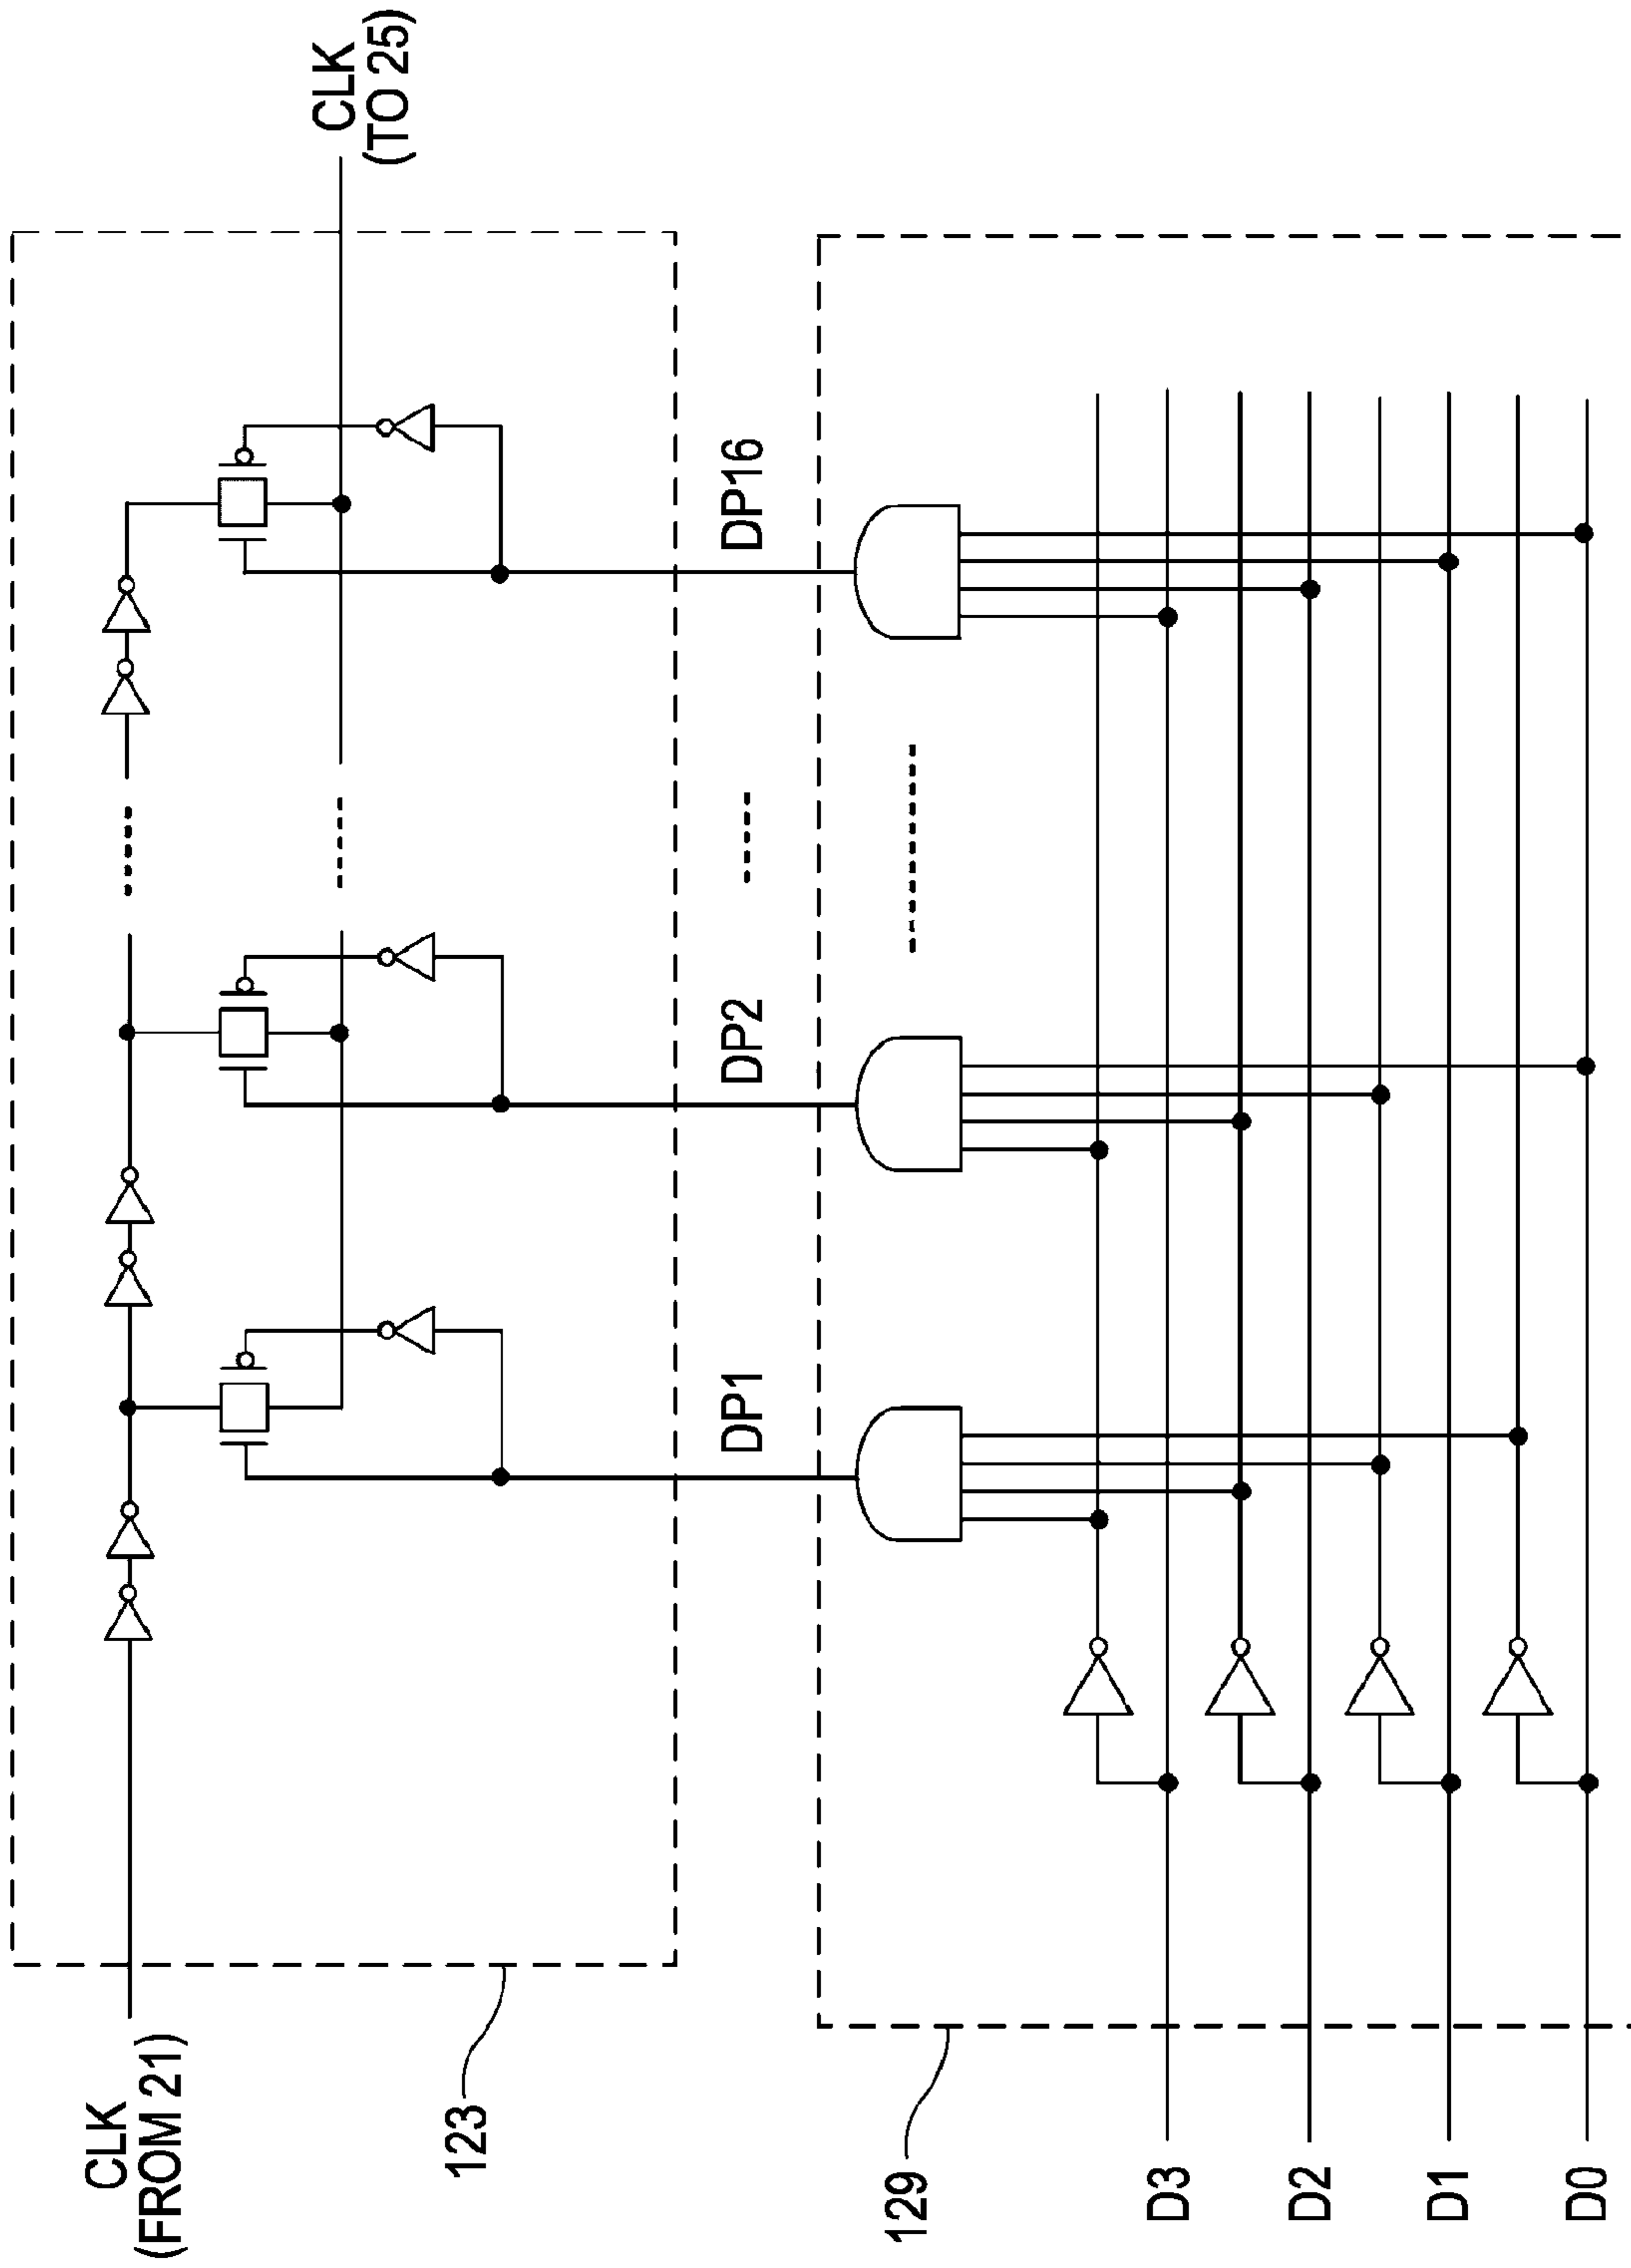 CLK
(FROM 21)
CLK
(TO 25)
123
DP1
DP2
DP16
129
D3
D2
D1
D0